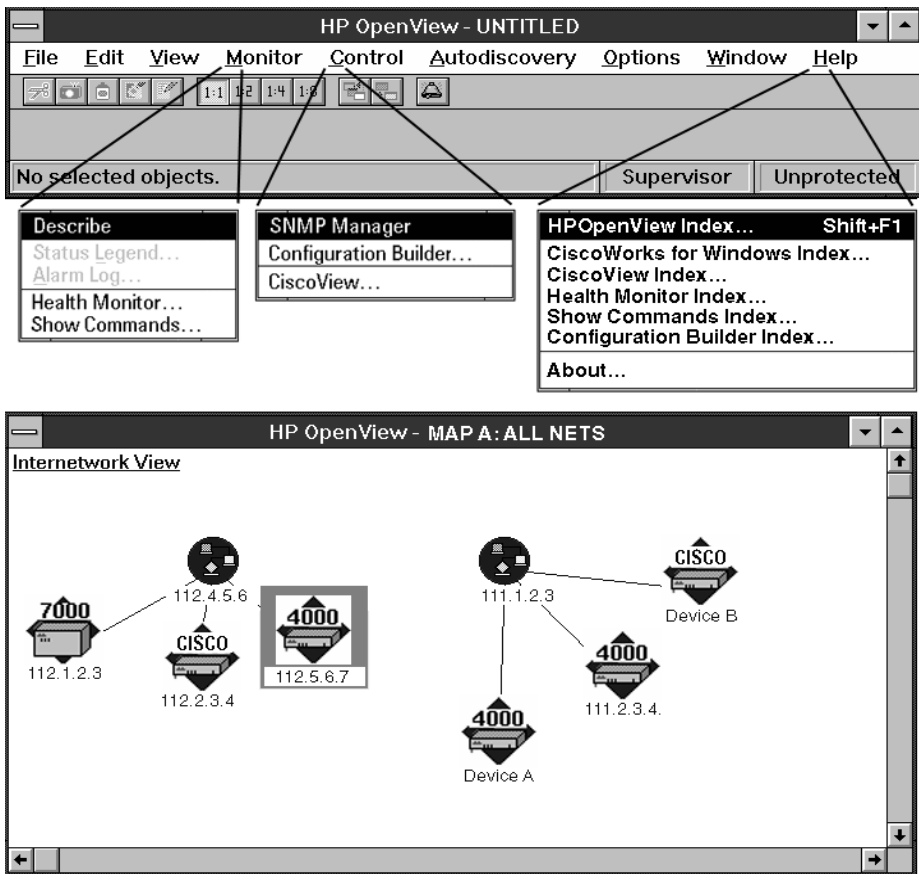 HP OpenView - UNTITLED
File Edit View Monitor Control Autodiscovery Options Window Help
1:1 1:2 1:4 1:8
No selected objects. Supervisor Unprotected
Describe
Status Legend...
Alarm Log...
Health Monitor...
Show Commands...
SNMP Manager
Configuration Builder...
CiscoView...
HPOpenView Index... Shift+F1
CiscoWorks for Windows Index...
CiscoView Index...
Health Monitor Index...
Show Commands Index...
Configuration Builder Index...
About...
HP OpenView - MAP A: ALL NETS
Internetwork View
7000
112.1.2.3
112.4.5.6
CISCO
112.2.3.4
4000
112.5.6.7
111.1.2.3
CISCO
Device B
4000
111.2.3.4.
4000
Device A